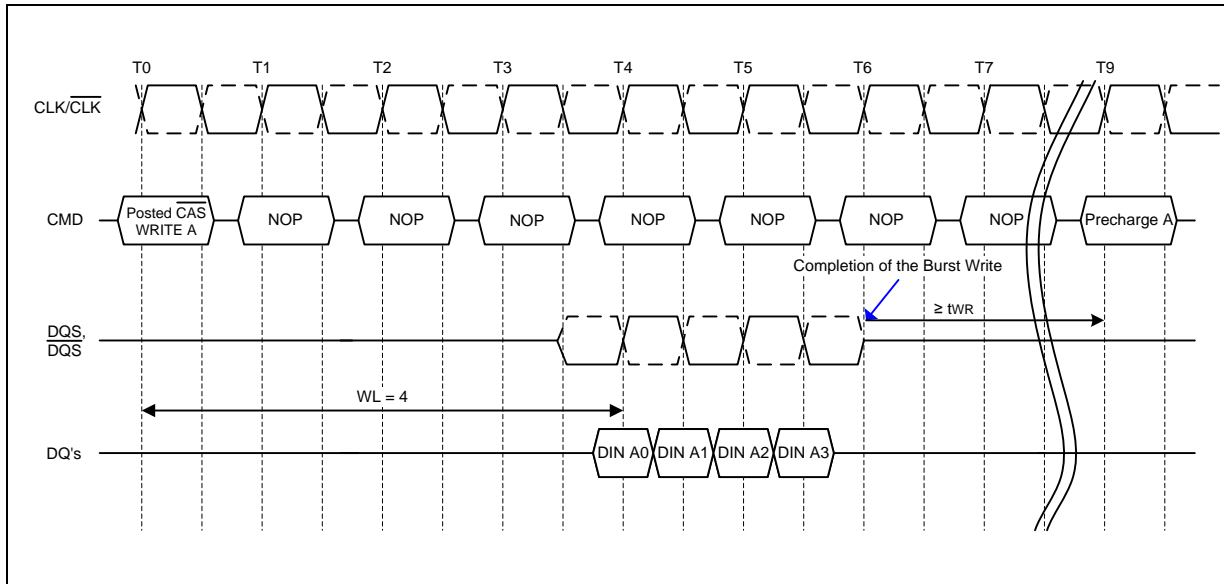 T0 T1 T2 T3 T4 T5 T6 T7 T9
CLK/CLK
CMD
Posted CAS
WRITE A
NOP NOP NOP NOP NOP NOP NOP Precharge A
Completion of the Burst Write
≥ tWR
DQS,
DQS
WL = 4
DQ's
DIN A0 DIN A1 DIN A2 DIN A3